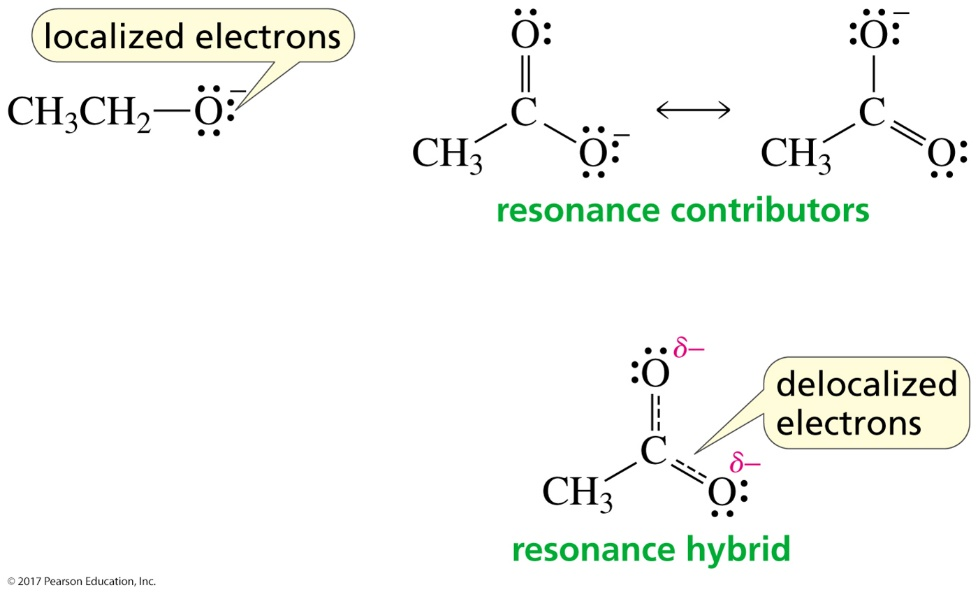 localized electrons
CH₃CH₂—Ö:⁻
O:
C
CH₃
O:⁻
↔
:O:⁻
C
CH₃
O:
resonance contributors
:O δ−
C
CH₃
O: δ−
delocalized
electrons
resonance hybrid
© 2017 Pearson Education, Inc.